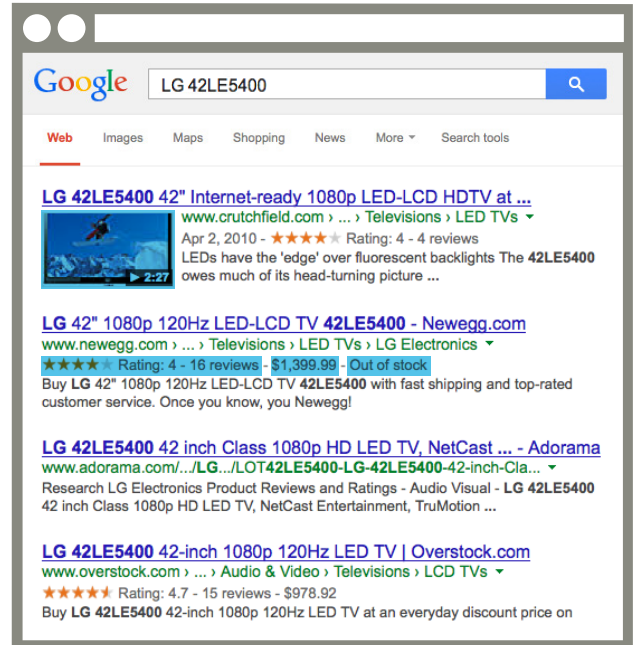 Google LG 42LE5400
Web Images Maps Shopping News More Search tools
LG 42LE5400 42" Internet-ready 1080p LED-LCD HDTV at ...
www.crutchfield.com › ... › Televisions › LED TVs
Apr 2, 2010 - ★★★★★ Rating: 4 - 4 reviews
LEDs have the 'edge' over fluorescent backlights The 42LE5400
owes much of its head-turning picture ...
2:27
LG 42" 1080p 120Hz LED-LCD TV 42LE5400 - Newegg.com
www.newegg.com › ... › Televisions › LED TVs › LG Electronics
★★★★★ Rating: 4 - 16 reviews - $1,399.99 - Out of stock
Buy LG 42" 1080p 120Hz LED-LCD TV 42LE5400 with fast shipping and top-rated
customer service. Once you know, you Newegg!
LG 42LE5400 42 inch Class 1080p HD LED TV, NetCast ... - Adorama
www.adorama.com/.../LG.../LOT42LE5400-LG-42LE5400-42-inch-Cla...
Research LG Electronics Product Reviews and Ratings - Audio Visual - LG 42LE5400
42 inch Class 1080p HD LED TV, NetCast Entertainment, TruMotion ...
LG 42LE5400 42-inch 1080p 120Hz LED TV | Overstock.com
www.overstock.com › ... › Audio & Video › Televisions › LCD TVs
★★★★★ Rating: 4.7 - 15 reviews - $978.92
Buy LG 42LE5400 42-inch 1080p 120Hz LED TV at an everyday discount price on